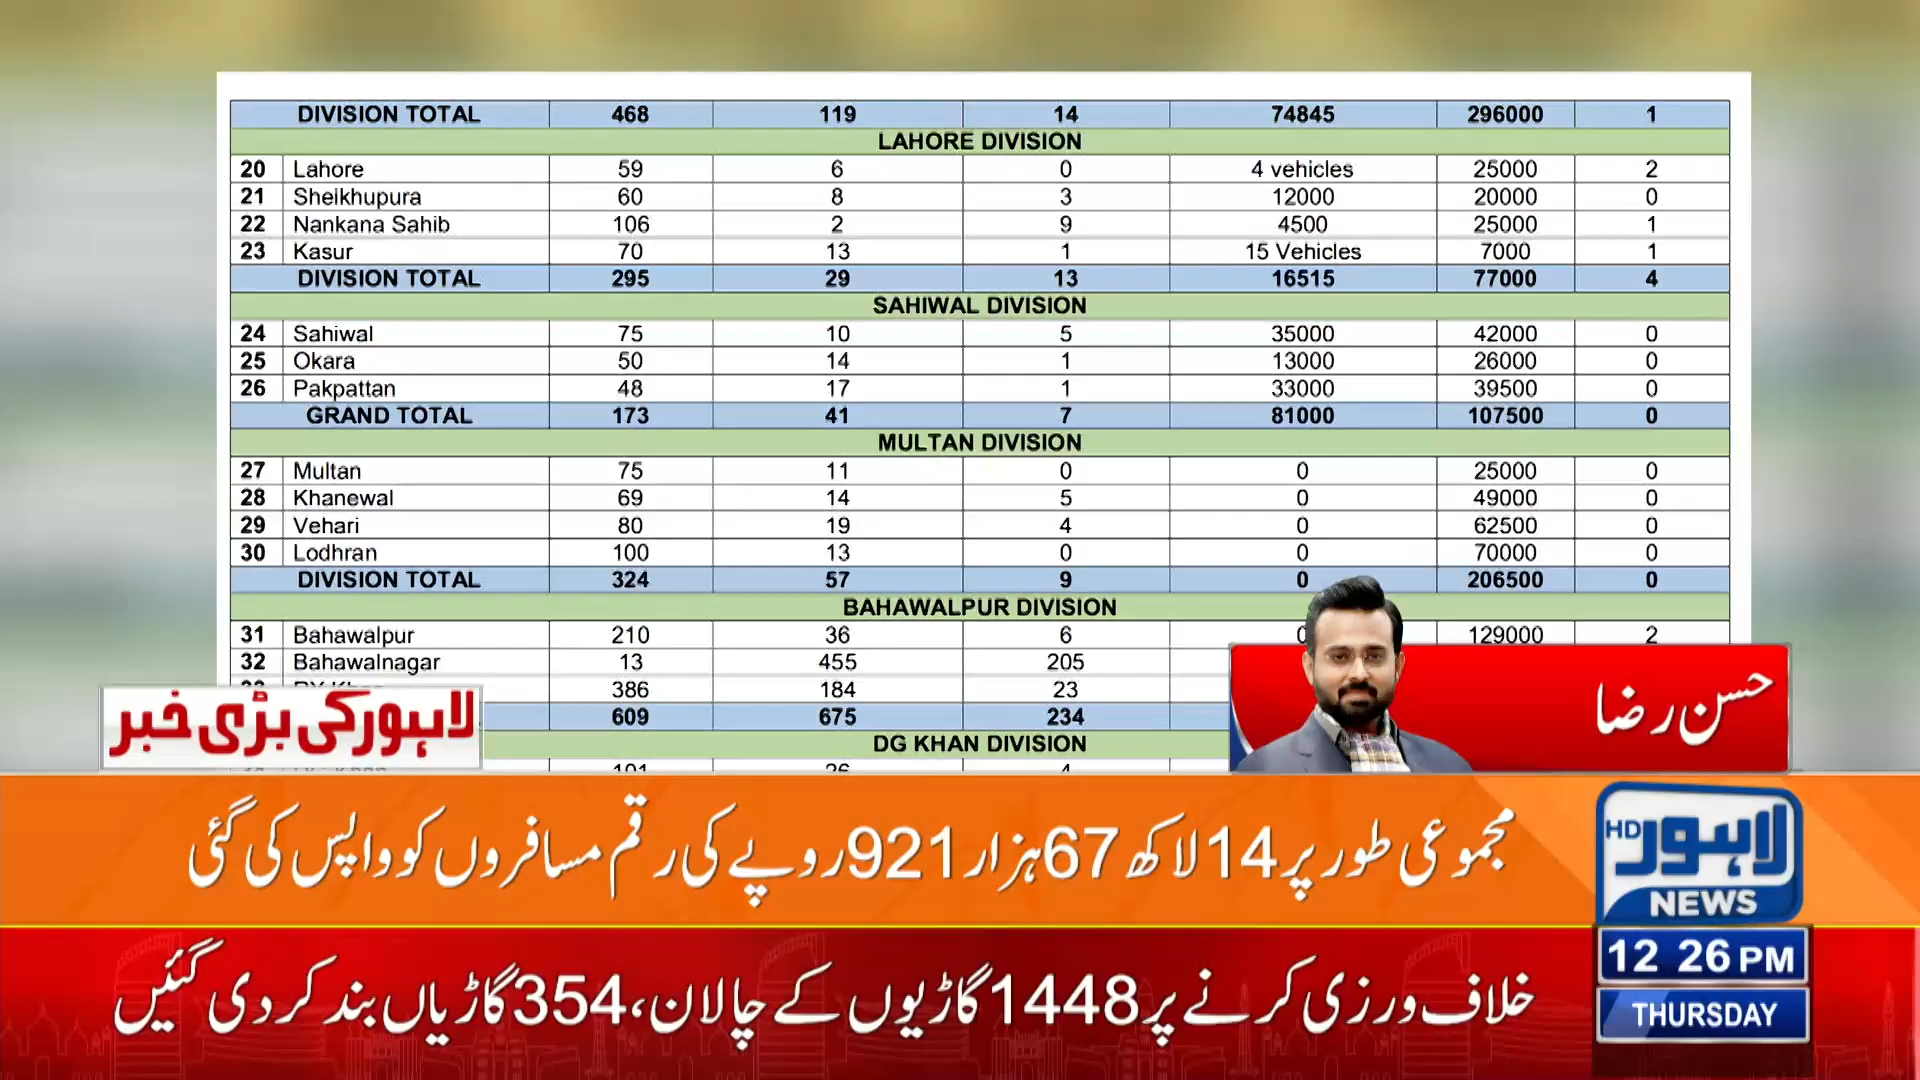 DIVISION TOTAL 468 119 14 74845 296000 1
LAHORE DIVISION
20 Lahore 59 6 0 4 vehicles 25000 2
21 Sheikhupura 60 8 3 12000 20000 0
22 Nankana Sahib 106 2 9 4500 25000 1
23 Kasur 70 13 1 15 Vehicles 7000 1
DIVISION TOTAL 295 29 13 16515 77000 4
SAHIWAL DIVISION
24 Sahiwal 75 10 5 35000 42000 0
25 Okara 50 14 1 13000 26000 0
26 Pakpattan 48 17 1 33000 39500 0
GRAND TOTAL 173 41 7 81000 107500 0
MULTAN DIVISION
27 Multan 75 11 0 0 25000 0
28 Khanewal 69 14 5 0 49000 0
29 Vehari 80 19 4 0 62500 0
30 Lodhran 100 13 0 0 70000 0
DIVISION TOTAL 324 57 9 0 206500 0
BAHAWALPUR DIVISION
31 Bahawalpur 210 36 6 0 129000 2
32 Bahawalnagar 13 455 205
386 184 23
609 675 234
DG KHAN DIVISION
حسن رضا
لاہور کی بڑی خبر
مجموعی طور پر 14 لاکھ 67 ہزار 921 روپے کی رقم مسافروں کو واپس کی گئی
خلاف ورزی کرنے پر 1448 گاڑیوں کے چالان، 354 گاڑیاں بند کر دی گئیں
لاہور HD
NEWS
12 26 PM
THURSDAY